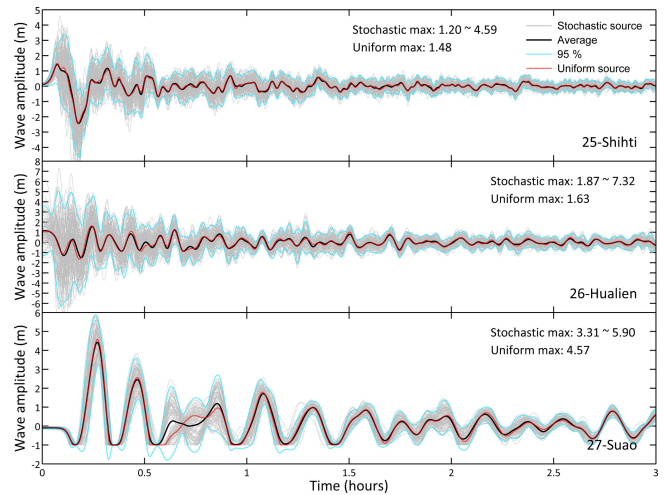 5
4
3
2
1
0
-1
-2
-3
-4
Wave amplitude (m)
Stochastic max: 1.20 ~ 4.59
Uniform max: 1.48
Stochastic source
Average
95 %
Uniform source
25-Shihti
8
7
6
5
4
3
2
1
0
-1
-2
-3
-4
-5
-6
Wave amplitude (m)
Stochastic max: 1.87 ~ 7.32
Uniform max: 1.63
26-Hualien
6
5
4
3
2
1
0
-1
-2
Wave amplitude (m)
Stochastic max: 3.31 ~ 5.90
Uniform max: 4.57
27-Suao
0 0.5 1 1.5 2 2.5 3
Time (hours)